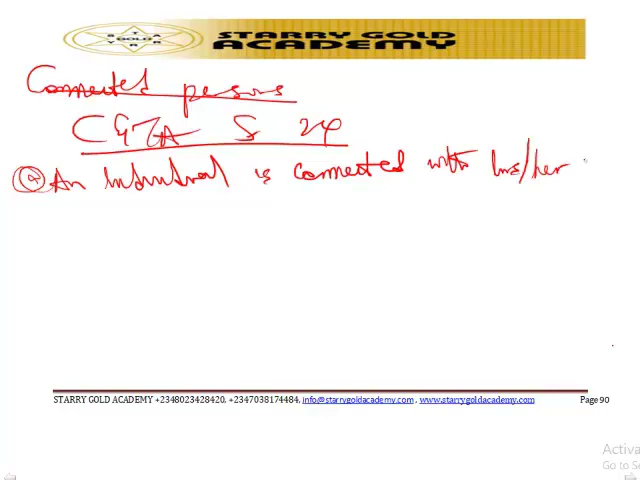 STARRY GOLD
ACADEMY
Connected persons
CGTA S 24
(a) An individual is connected with his/her
STARRY GOLD ACADEMY +2348023428420, +2347038174484, info@starrygoldacademy.com , www.starrygoldacademy.com Page 90
Activa
Go to Se